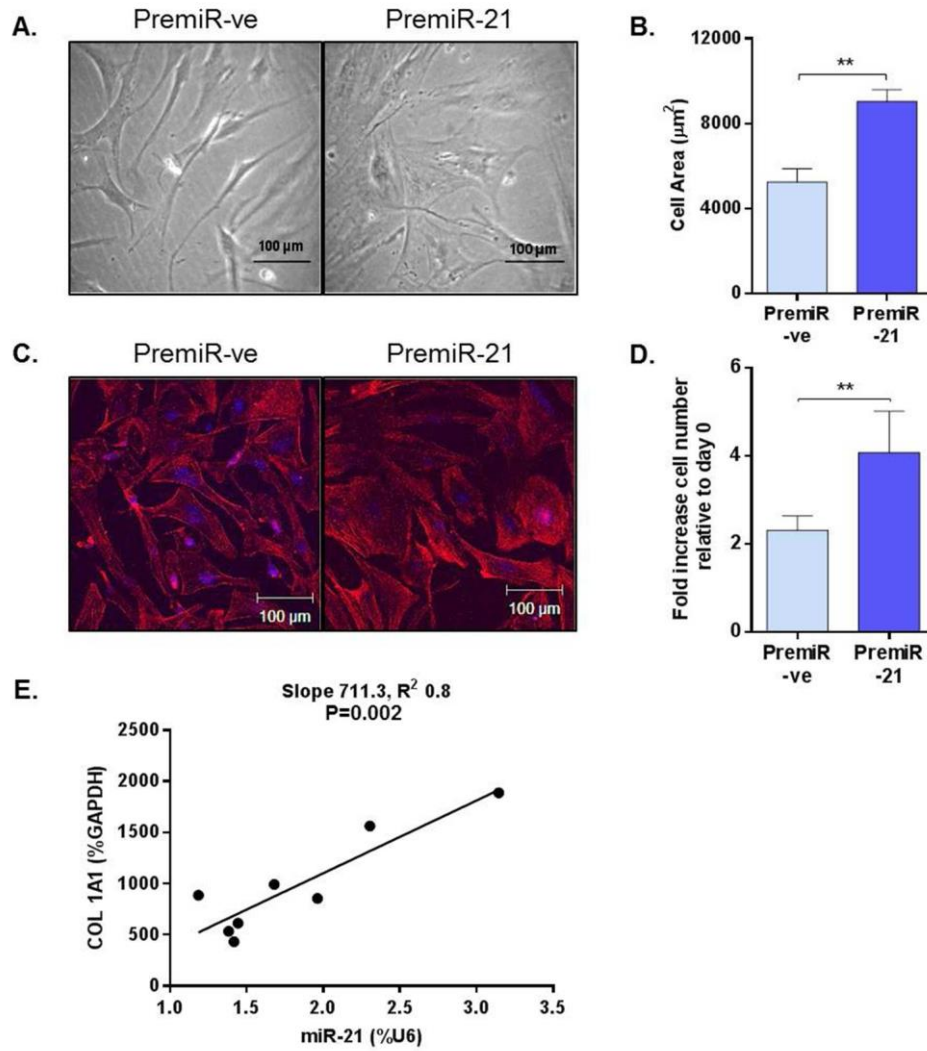 A.
PremiR-ve
PremiR-21
100 µm
100 µm
B.
12000
8000
4000
0
Cell Area (µm²)
**
PremiR
-ve
PremiR
-21
C.
PremiR-ve
PremiR-21
100 µm
100 µm
D.
6
4
2
0
Fold increase cell number
relative to day 0
**
PremiR
-ve
PremiR
-21
E.
Slope 711.3, R² 0.8
P=0.002
2500
2000
1500
1000
500
0
COL 1A1 (%GAPDH)
1.0 1.5 2.0 2.5 3.0 3.5
miR-21 (%U6)